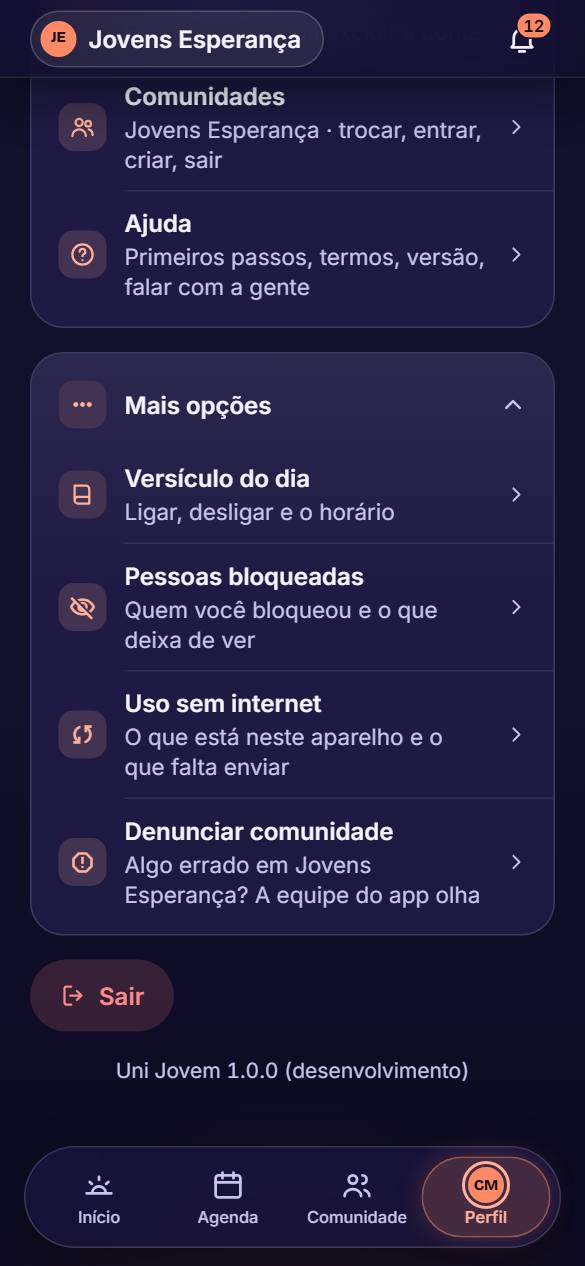 JE Jovens Esperança
12
Comunidades
Jovens Esperança · trocar, entrar,
criar, sair
Ajuda
Primeiros passos, termos, versão,
falar com a gente
Mais opções
Versículo do dia
Ligar, desligar e o horário
Pessoas bloqueadas
Quem você bloqueou e o que
deixa de ver
Uso sem internet
O que está neste aparelho e o
que falta enviar
Denunciar comunidade
Algo errado em Jovens
Esperança? A equipe do app olha
Sair
Uni Jovem 1.0.0 (desenvolvimento)
CM
Início Agenda Comunidade Perfil